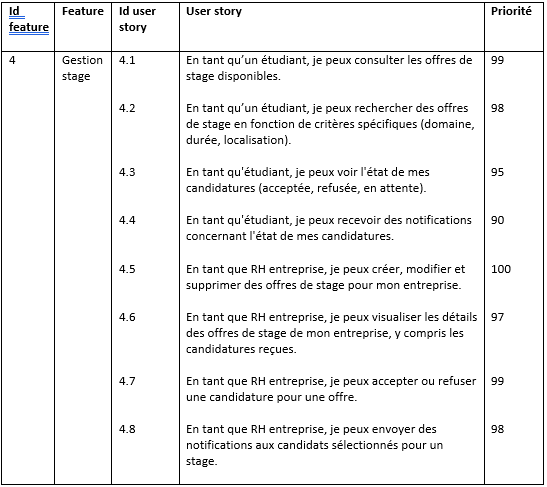 Id feature Feature Id user story User story Priorité
4 Gestion stage 4.1 En tant qu’un étudiant, je peux consulter les offres de
stage disponibles. 99
4.2 En tant qu’un étudiant, je peux rechercher des offres
de stage en fonction de critères spécifiques (domaine,
durée, localisation). 98
4.3 En tant qu'étudiant, je peux voir l'état de mes
candidatures (acceptée, refusée, en attente). 95
4.4 En tant qu'étudiant, je peux recevoir des notifications
concernant l'état de mes candidatures. 90
4.5 En tant que RH entreprise, je peux créer, modifier et
supprimer des offres de stage pour mon entreprise. 100
4.6 En tant que RH entreprise, je peux visualiser les détails
des offres de stage de mon entreprise, y compris les
candidatures reçues. 97
4.7 En tant que RH entreprise, je peux accepter ou refuser
une candidature pour une offre. 99
4.8 En tant que RH entreprise, je peux envoyer des
notifications aux candidats sélectionnés pour un
stage. 98